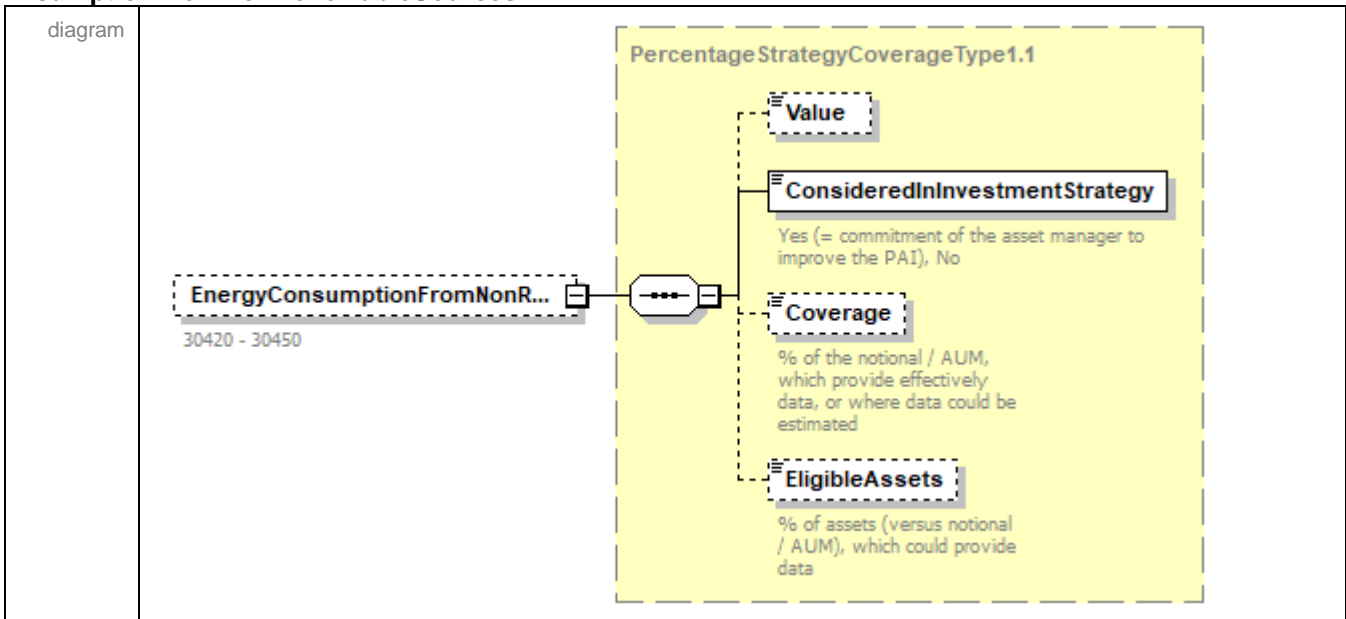 diagram
PercentageStrategyCoverageType1.1
Value
ConsideredInInvestmentStrategy
Yes (= commitment of the asset manager to
improve the PAI), No
EnergyConsumptionFromNonR...
30420 - 30450
Coverage
% of the notional / AUM,
which provide effectively
data, or where data could be
estimated
EligibleAssets
% of assets (versus notional
/ AUM), which could provide
data